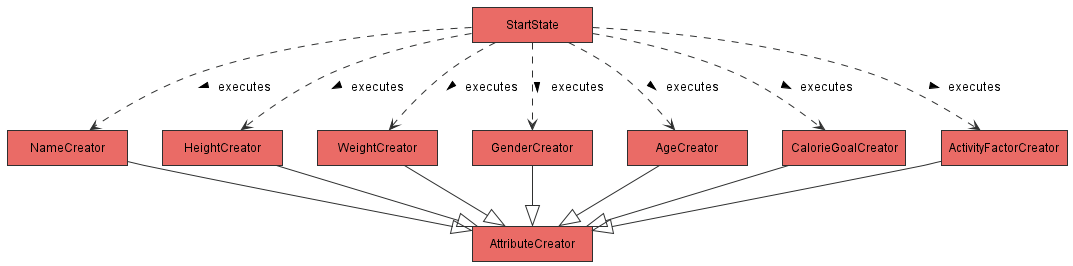 StartState
executes
executes
executes
executes
executes
executes
executes
NameCreator
HeightCreator
WeightCreator
GenderCreator
AgeCreator
CalorieGoalCreator
ActivityFactorCreator
AttributeCreator